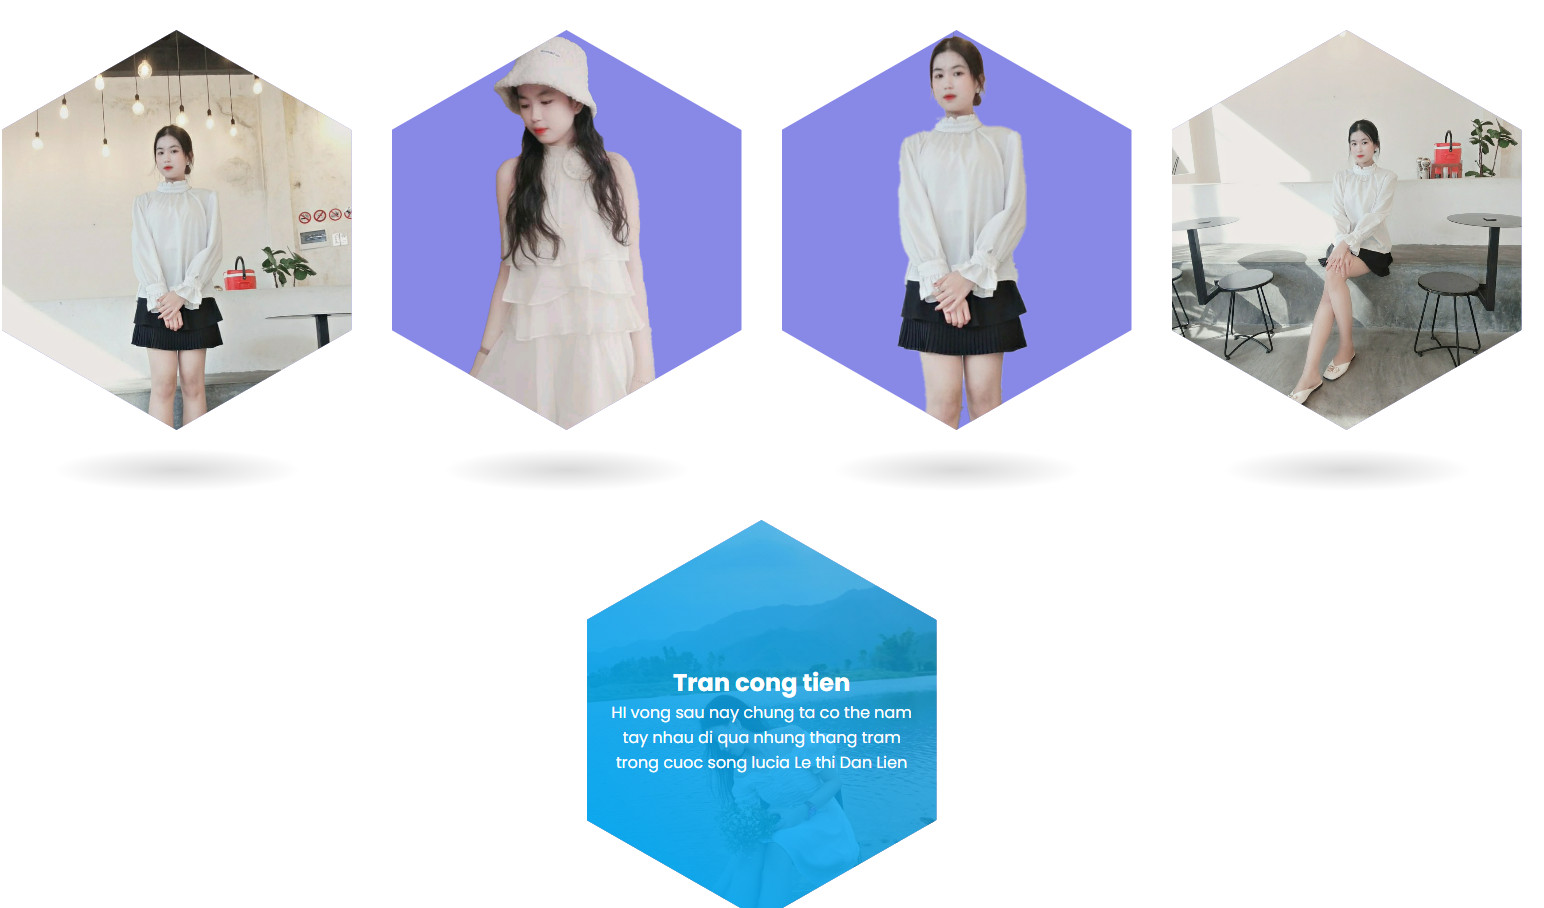 Tran cong tien
HI vong sau nay chung ta co the nam
tay nhau di qua nhung thang tram
trong cuoc song lucia Le thi Dan Lien